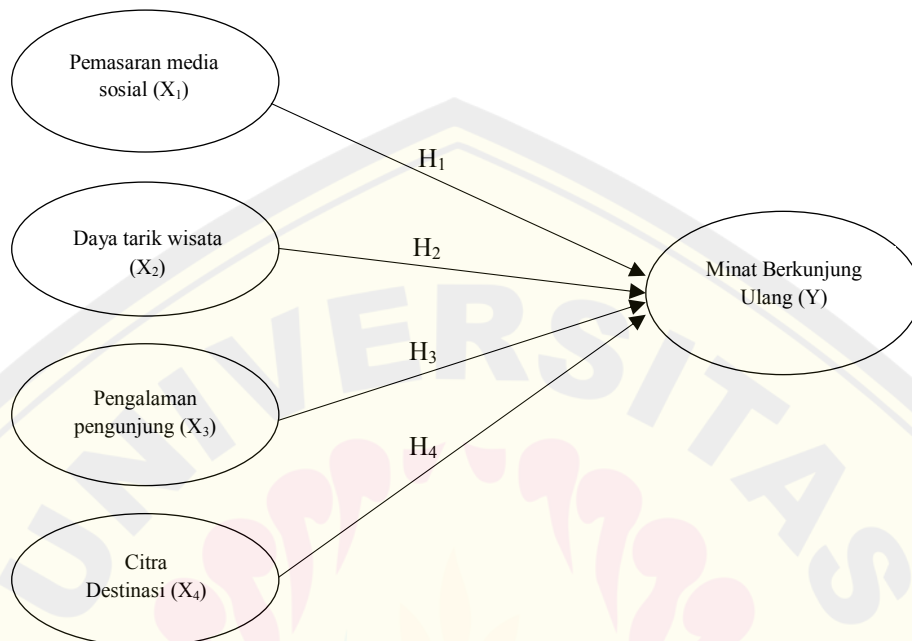 Pemasaran media
sosial (X₁)
H₁
Daya tarik wisata
(X₂)
H₂
Minat Berkunjung
Ulang (Y)
H₃
Pengalaman
pengunjung (X₃)
H₄
Citra
Destinasi (X₄)
UNIVERSITAS